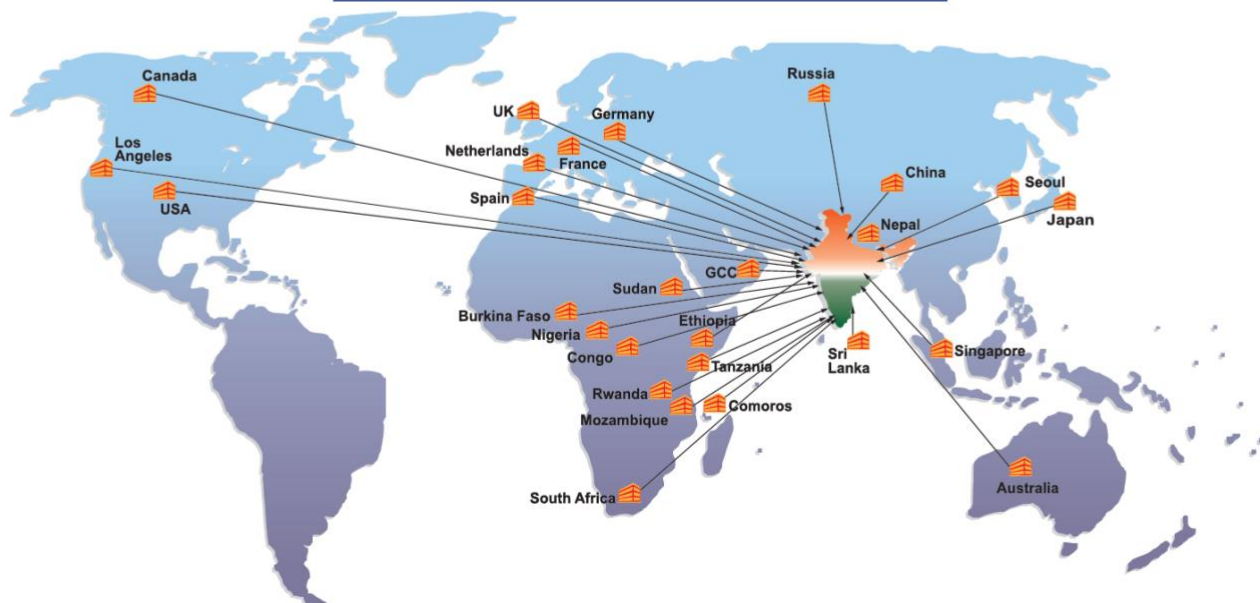 Canada
Russia
UK
Germany
Los
Angeles
Netherlands
France
China
Seoul
USA
Spain
Japan
Nepal
GCC
Sudan
Burkina Faso
Nigeria
Ethiopia
Congo
Sri
Lanka
Singapore
Tanzania
Rwanda
Comoros
Mozambique
South Africa
Australia